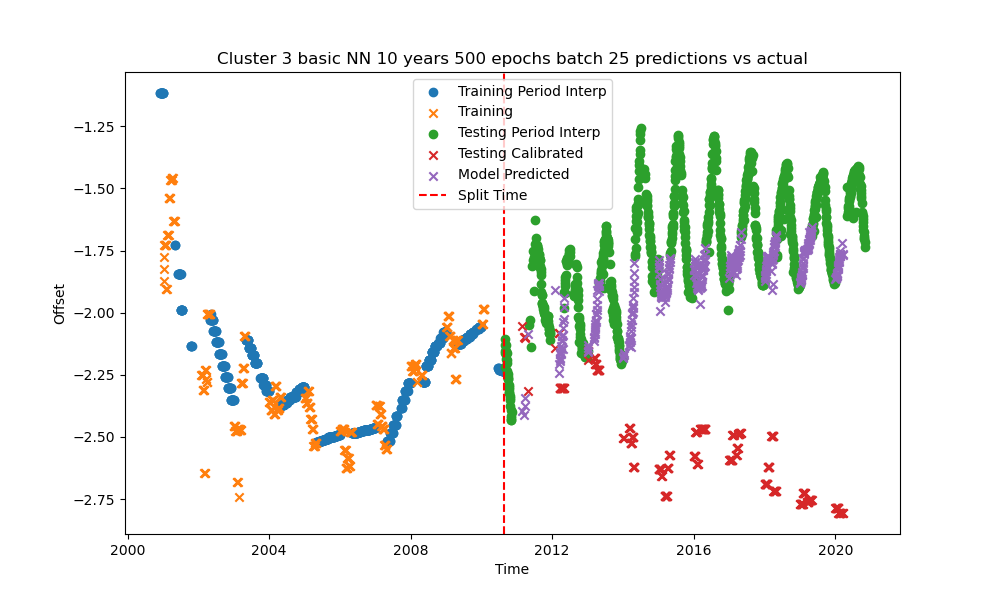 Cluster 3 basic NN 10 years 500 epochs batch 25 predictions vs actual
Training Period Interp
Training
Testing Period Interp
Testing Calibrated
Model Predicted
Split Time
Offset
−1.25
−1.50
−1.75
−2.00
−2.25
−2.50
−2.75
2000 2004 2008 2012 2016 2020
Time